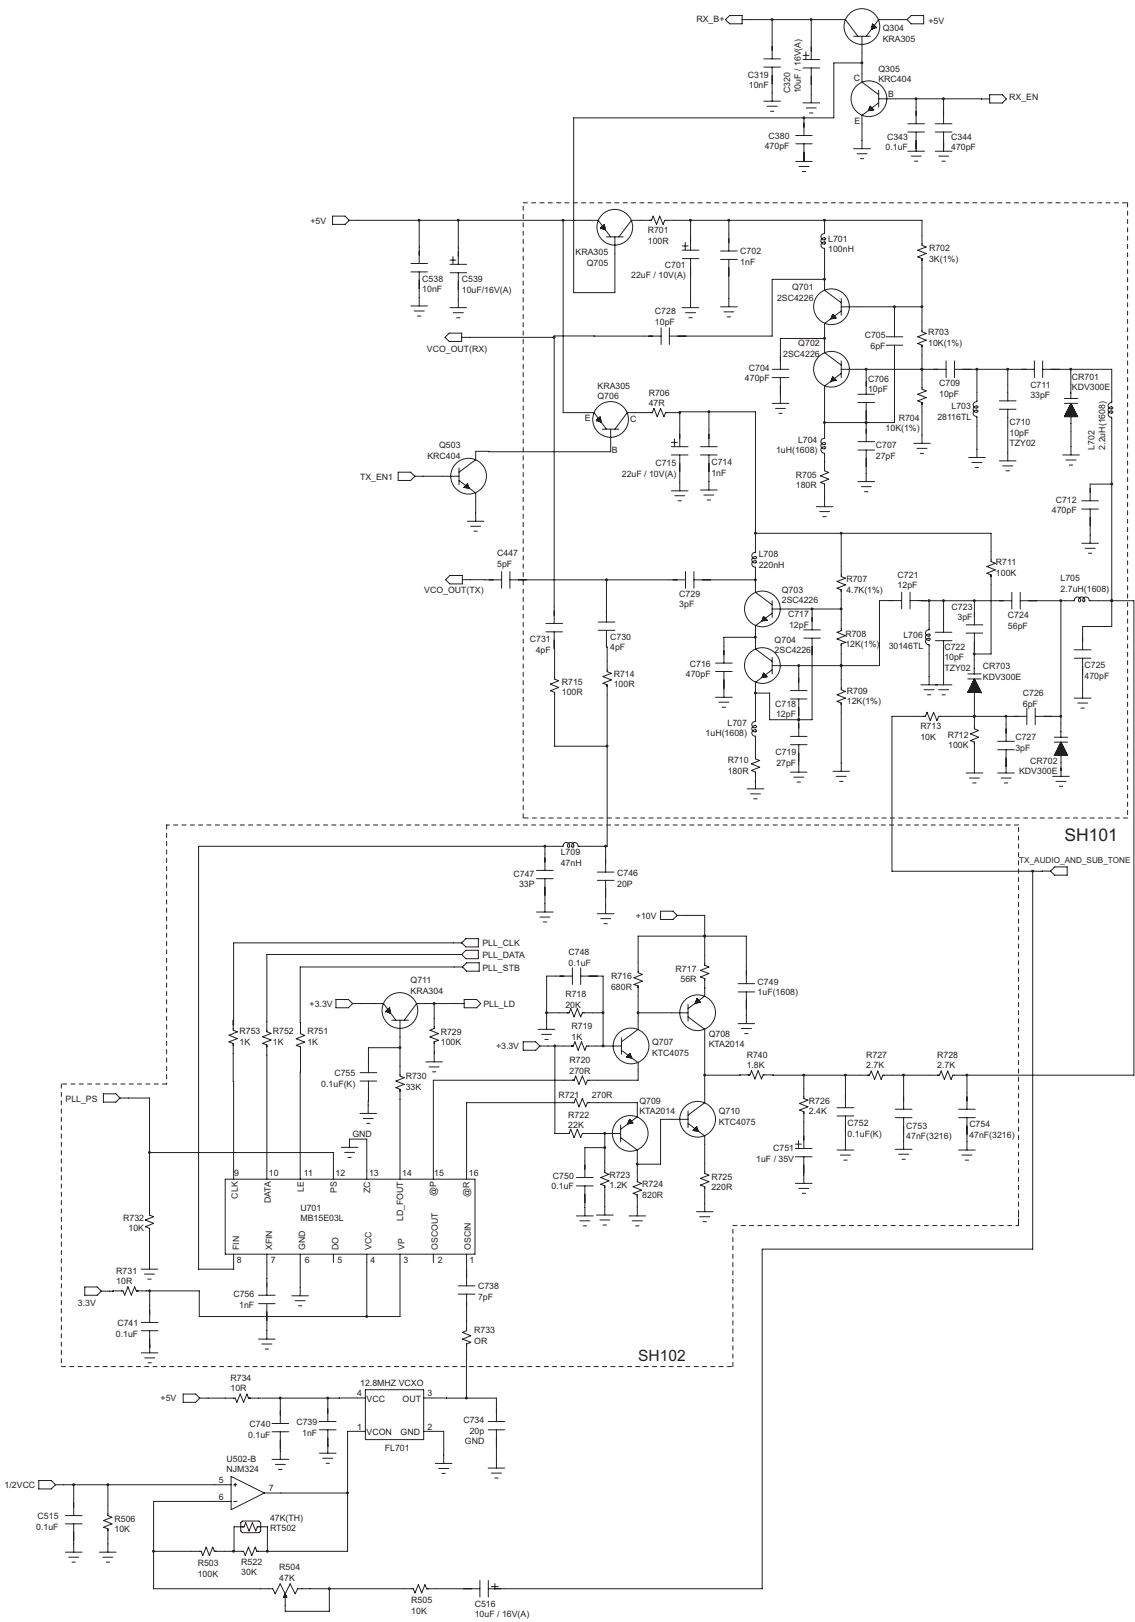 RX_B+
Q304
KRA305
+5V
C319
10nF
C320
10uF / 16V(A)
Q305
KRC404
C
B
E
RX_EN
C380
470pF
C343
0.1uF
C344
470pF
+5V
C538
10nF
C539
10uF/16V(A)
KRA305
Q705
R701
100R
C701
22uF / 10V(A)
C702
1nF
L701
100nH
R702
3K(1%)
Q701
2SC4226
C728
10pF
VCO_OUT(RX)
Q702
2SC4226
C705
6pF
R703
10K(1%)
C704
470pF
C706
10pF
C709
10pF
C711
33pF
CR701
KDV300E
L703
28116TL
C710
10pF
TZY02
L702
2.2uH(1608)
R704
10K(1%)
KRA305
Q706
R706
47R
E
C
B
Q503
KRC404
TX_EN1
C715
22uF / 10V(A)
C714
1nF
L704
1uH(1608)
R705
180R
C707
27pF
C712
470pF
C447
5pF
VCO_OUT(TX)
C729
3pF
L708
220nH
Q703
2SC4226
R707
4.7K(1%)
C721
12pF
R711
100K
L705
2.7uH(1608)
C723
3pF
C724
56pF
C731
4pF
C730
4pF
C717
12pF
Q704
2SC4226
R708
12K(1%)
L706
30146TL
C722
10pF
TZY02
CR703
KDV300E
C725
470pF
R715
100R
R714
100R
C716
470pF
C718
12pF
R709
12K(1%)
C726
6pF
L707
1uH(1608)
R713
10K
R712
100K
C727
3pF
CR702
KDV300E
R710
180R
C719
27pF
SH101
L709
47nH
C747
33P
C746
20P
TX_AUDIO_AND_SUB_TONE
+10V
PLL_CLK
PLL_DATA
PLL_STB
C748
0.1uF
R718
20K
R716
680R
R717
56R
C749
1uF(1608)
Q711
KRA304
+3.3V
PLL_LD
R753
1K
R752
1K
R751
1K
R729
100K
+3.3V
R719
1K
Q707
KTC4075
Q708
KTA2014
C755
0.1uF(K)
R730
33K
R720
270R
R740
1.8K
R727
2.7K
R728
2.7K
R721
270R
PLL_PS
R722
22K
Q709
KTA2014
Q710
KTC4075
R726
2.4K
C752
0.1uF(K)
C753
47nF(3216)
C754
47nF(3216)
GND
C751
1uF / 35V
C750
0.1uF
R723
1.2K
R724
820R
R725
220R
9
10
11
12
13
14
15
16
CLK
DATA
LE
PS
ZC
LD_FOUT
@P
@R
U701
MB15E03L
FIN
XFIN
GND
DO
VCC
VP
OSCOUT
OSCIN
8
7
6
5
4
3
2
1
R732
10K
R731
10R
3.3V
C741
0.1uF
C756
1nF
C738
7pF
R733
OR
SH102
+5V
R734
10R
12.8MHZ VCXO
4
VCC
OUT
3
1
VCON
GND
2
FL701
C740
0.1uF
C739
1nF
C734
20p
GND
U502-B
NJM324
1/2VCC
5
+
6
−
7
C515
0.1uF
R506
10K
47K(TH)
RT502
R503
100K
R522
30K
R504
47K
R505
10K
C516
10uF / 16V(A)